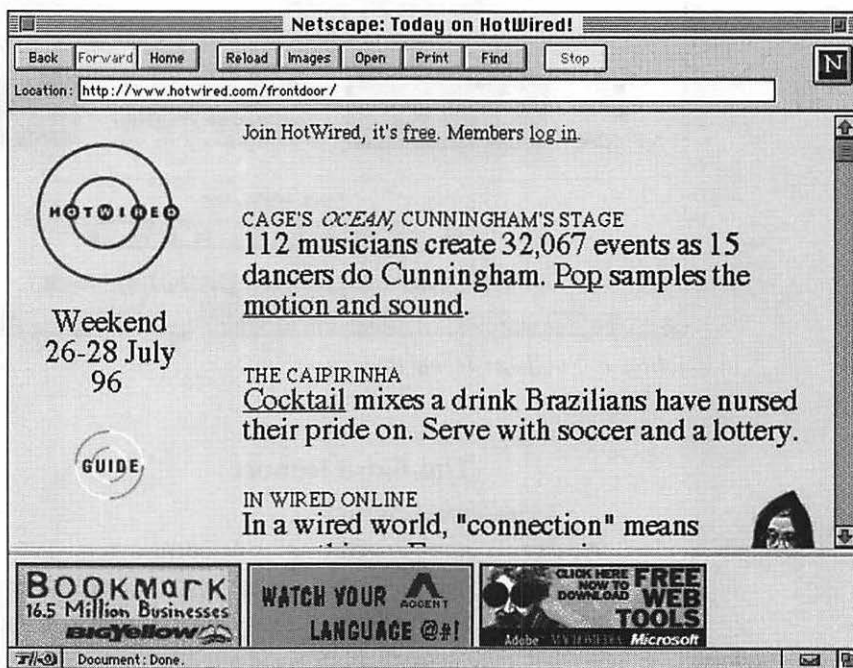 Netscape: Today on HotWired!
Back Forward Home Reload Images Open Print Find Stop
N
Location: http://www.hotwired.com/frontdoor/
Join HotWired, it's free. Members log in.
HOTWIRED
CAGE'S OCEAN, CUNNINGHAM'S STAGE
112 musicians create 32,067 events as 15
dancers do Cunningham. Pop samples the
motion and sound.
Weekend
26-28 July
96
THE CAIPIRINHA
Cocktail mixes a drink Brazilians have nursed
their pride on. Serve with soccer and a lottery.
GUIDE
IN WIRED ONLINE
In a wired world, "connection" means
BOOKMARK
16.5 Million Businesses
BIGYELLOW
WATCH YOUR
LANGUAGE @#!
ACCENT
CLICK HERE
NOW TO
DOWNLOAD
FREE
WEB
TOOLS
Adobe MACROMEDIA Microsoft
Document: Done.